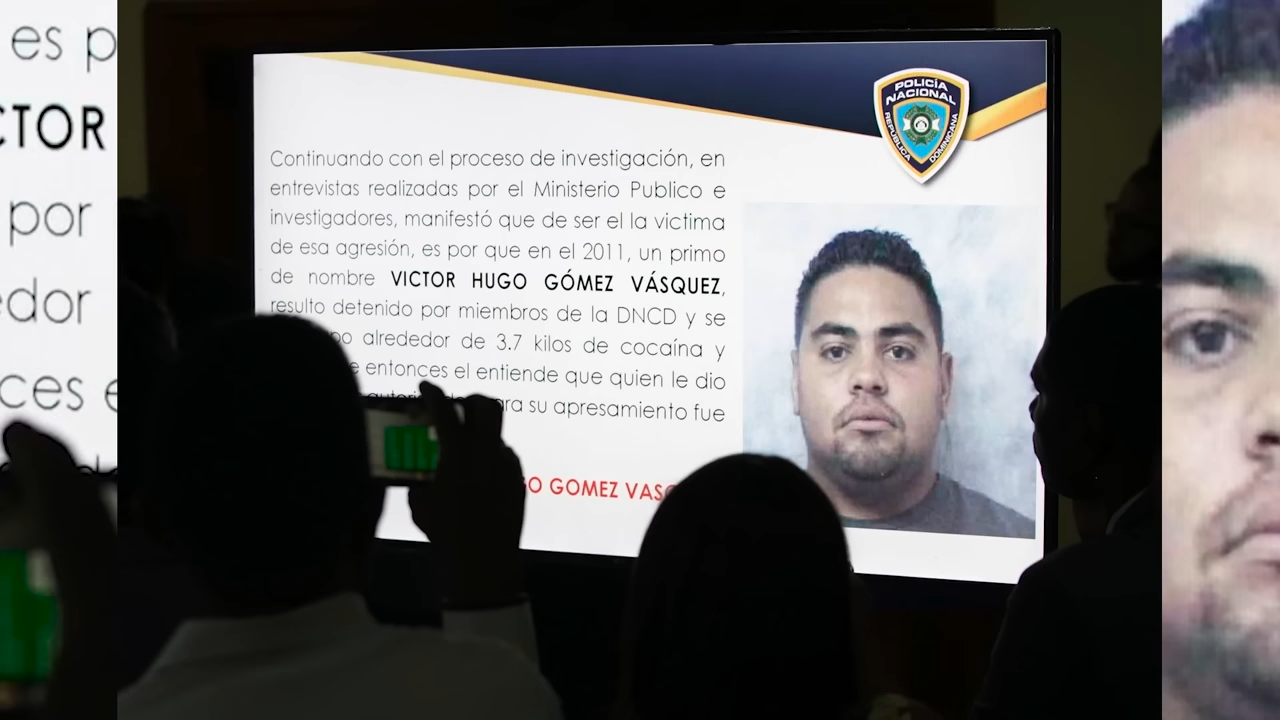 es p
CTOR
por
edor
ces e
POLICÍA
NACIONAL
REPÚBLICA DOMINICANA
Continuando con el proceso de investigación, en
entrevistas realizadas por el Ministerio Publico e
investigadores, manifestó que de ser el la victima
de esa agresión, es por que en el 2011, un primo
de nombre VICTOR HUGO GÓMEZ VÁSQUEZ,
resulto detenido por miembros de la DNCD y se
alrededor de 3.7 kilos de cocaína y
entonces el entiende que quien le dio
su apresamiento fue
GO GOMEZ VASQ